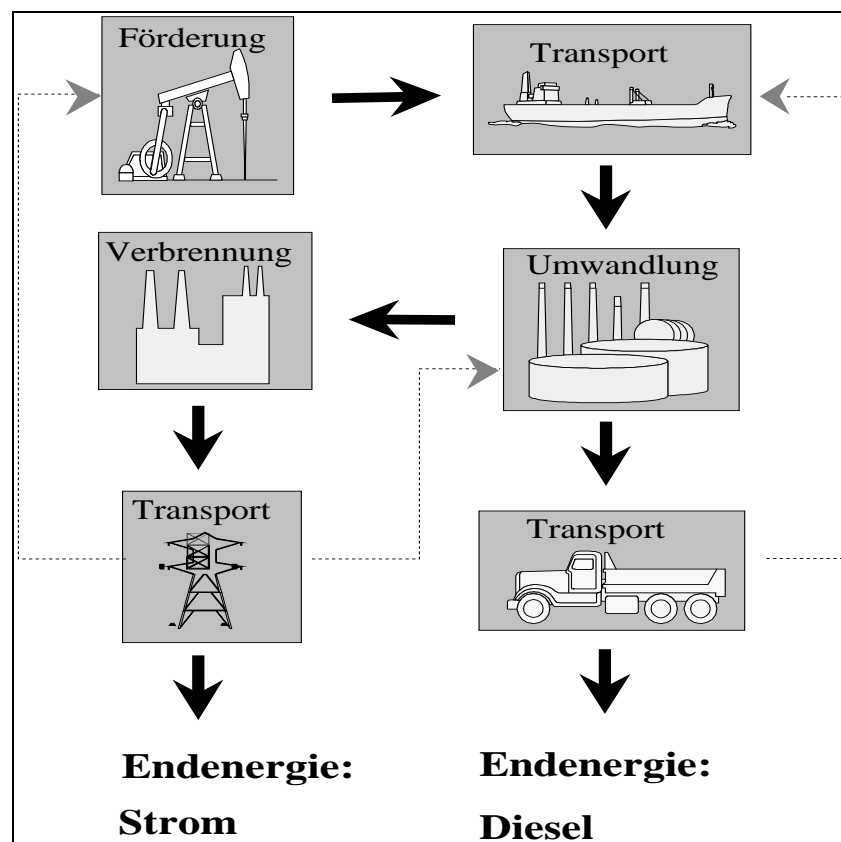 Förderung
Transport
Verbrennung
Umwandlung
Transport
Transport
Endenergie:
Strom
Endenergie:
Diesel